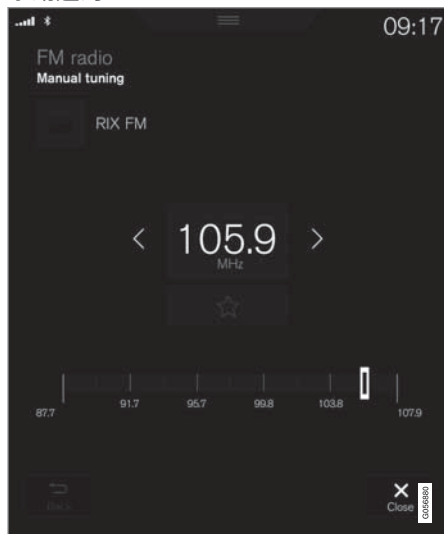 09:17
FM radio
Manual tuning
RIX FM
105.9
MHz
87.7
91.7
95.7
99.8
103.8
107.9
Back
Close
G056880